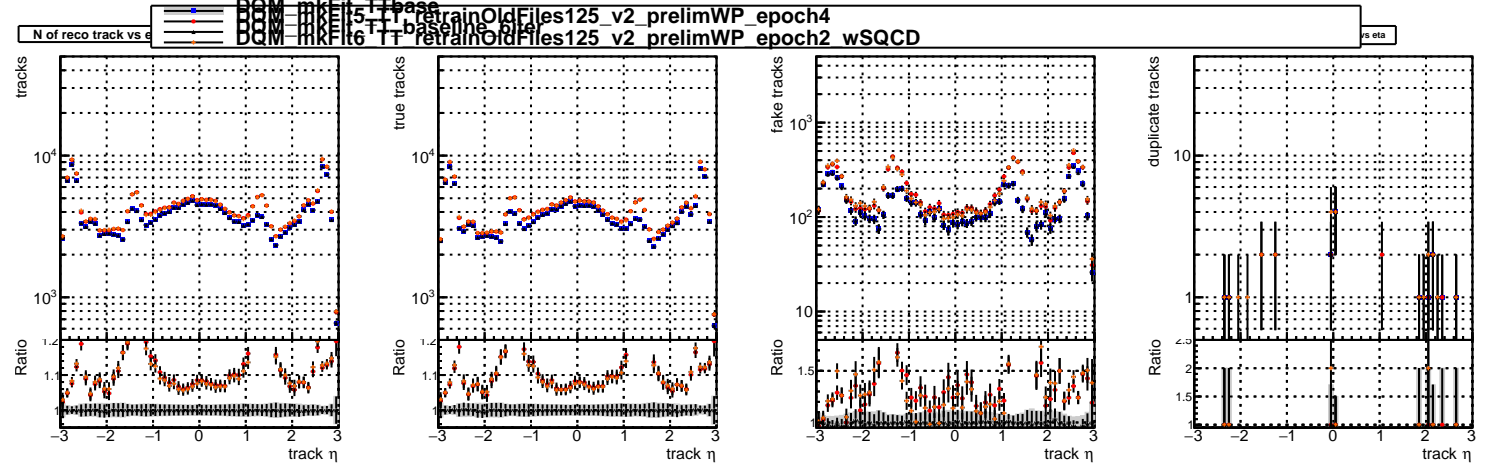 DQM_mkFit_TTbase
DQM_mkFit5_TT_retrainOldFiles125_v2_prelimWP_epoch4
DQM_mkFit_TT_baseline_6iter
DQM_mkFit6_TT_retrainOldFiles125_v2_prelimWP_epoch2_wSQCD
N of reco track vs e
vs eta
tracks
10⁴
10³
Ratio
1.2
1.1
1
−3 −2 −1 0 1 2 3
track η
true tracks
10⁴
10³
Ratio
1.2
1.1
1
−3 −2 −1 0 1 2 3
track η
fake tracks
10³
10²
10
Ratio
1.5
1
−3 −2 −1 0 1 2 3
track η
duplicate tracks
10
1
Ratio
2.5
2
1.5
1
−3 −2 −1 0 1 2 3
track η